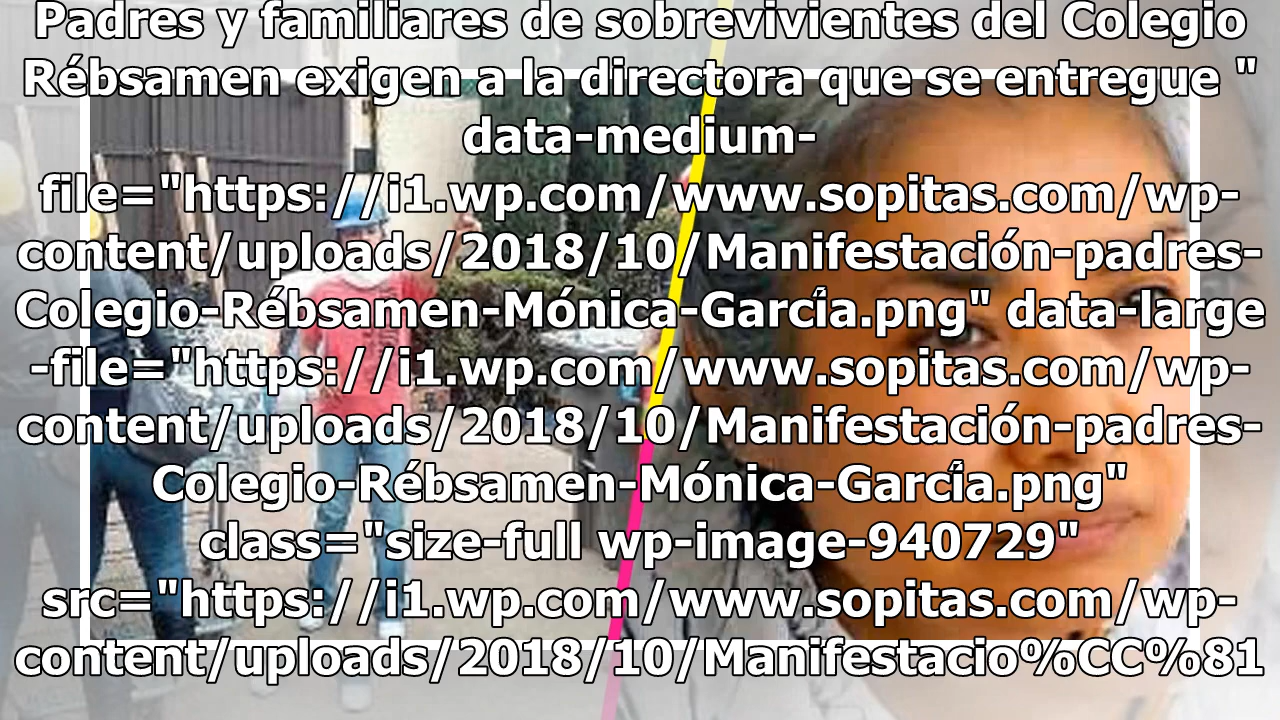 Padres y familiares de sobrevivientes del Colegio
Rébsamen exigen a la directora que se entregue "
data-medium-
file="https://i1.wp.com/www.sopitas.com/wp-
content/uploads/2018/10/Manifestación-padres-
Colegio-Rébsamen-Mónica-García.png" data-large
-file="https://i1.wp.com/www.sopitas.com/wp-
content/uploads/2018/10/Manifestación-padres-
Colegio-Rébsamen-Mónica-García.png"
class="size-full wp-image-940729"
src="https://i1.wp.com/www.sopitas.com/wp-
content/uploads/2018/10/Manifestacio%CC%81